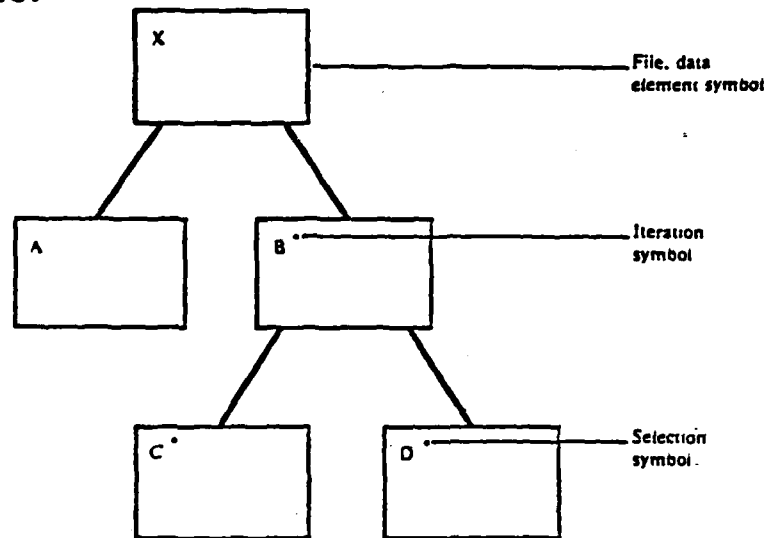 X
File, data
element symbol
A
B *
Iteration
symbol
C *
D *
Selection
symbol